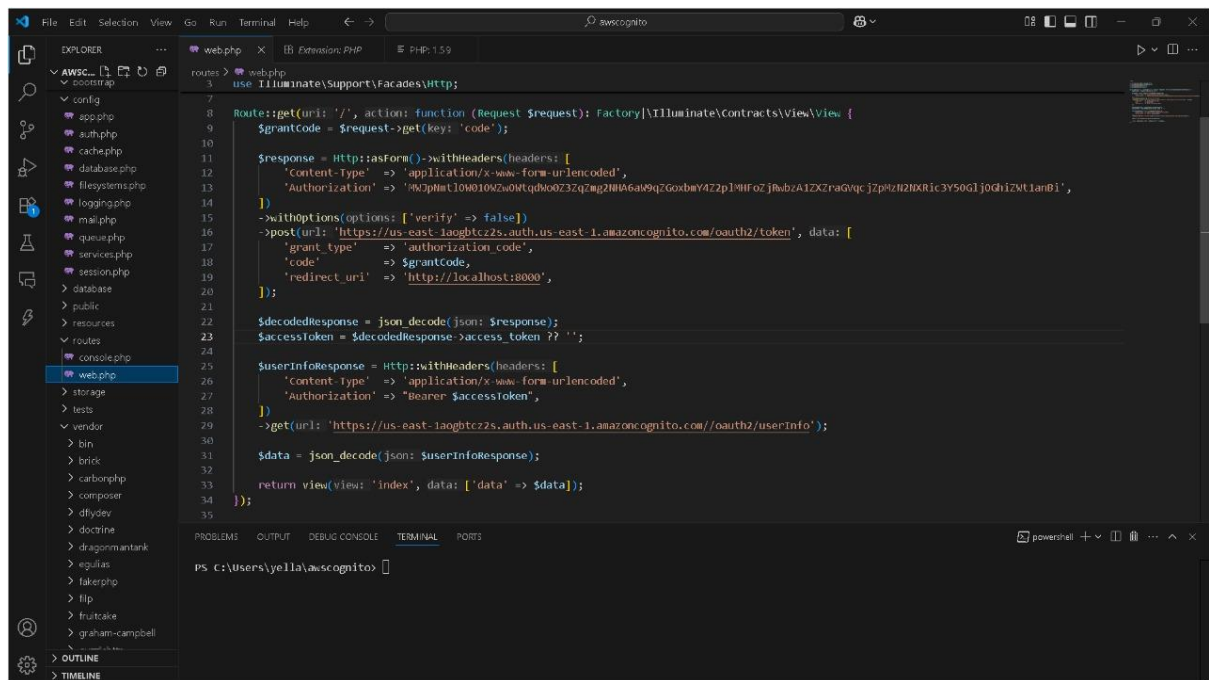 File Edit Selection View Go Run Terminal Help
awscognito
EXPLORER
web.php
Extension: PHP
PHP: 1.59
AWSC...
bootstrap
config
app.php
auth.php
cache.php
database.php
filesystems.php
logging.php
mail.php
queue.php
services.php
session.php
database
public
resources
routes
console.php
web.php
storage
tests
vendor
bin
brick
carbonphp
composer
dflydev
doctrine
dragonmantank
egulias
fakerphp
filp
fruitcake
graham-campbell
OUTLINE
TIMELINE
routes > web.php
3 use Illuminate\Support\Facades\Http;
7
8 Route::get(uri: '/', action: function (Request $request): Factory|\Illuminate\Contracts\View\View {
9 $grantCode = $request->get(key: 'code');
10
11 $response = Http::asForm()->withHeaders(headers: [
12 'Content-Type' => 'application/x-www-form-urlencoded',
13 'Authorization' =>
14 ])
15 ->withOptions(options: ['verify' => false])
16 ->post(url: 'https://us-east-1aogbtcz2s.auth.us-east-1.amazoncognito.com/oauth2/token', data: [
17 'grant_type' => 'authorization_code',
18 'code' => $grantCode,
19 'redirect_uri' => 'http://localhost:8000',
20 ]);
21
22 $decodedResponse = json_decode(json: $response);
23 $accessToken = $decodedResponse->access_token ?? '';
24
25 $userInfoResponse = Http::withHeaders(headers: [
26 'Content-Type' => 'application/x-www-form-urlencoded',
27 'Authorization' => "Bearer $accessToken",
28 ])
29 ->get(url: 'https://us-east-1aogbtcz2s.auth.us-east-1.amazoncognito.com//oauth2/userInfo');
30
31 $data = json_decode(json: $userInfoResponse);
32
33 return view(view: 'index', data: ['data' => $data]);
34 });
35
PROBLEMS OUTPUT DEBUG CONSOLE TERMINAL PORTS
powershell
PS C:\Users\yella\awscognito>